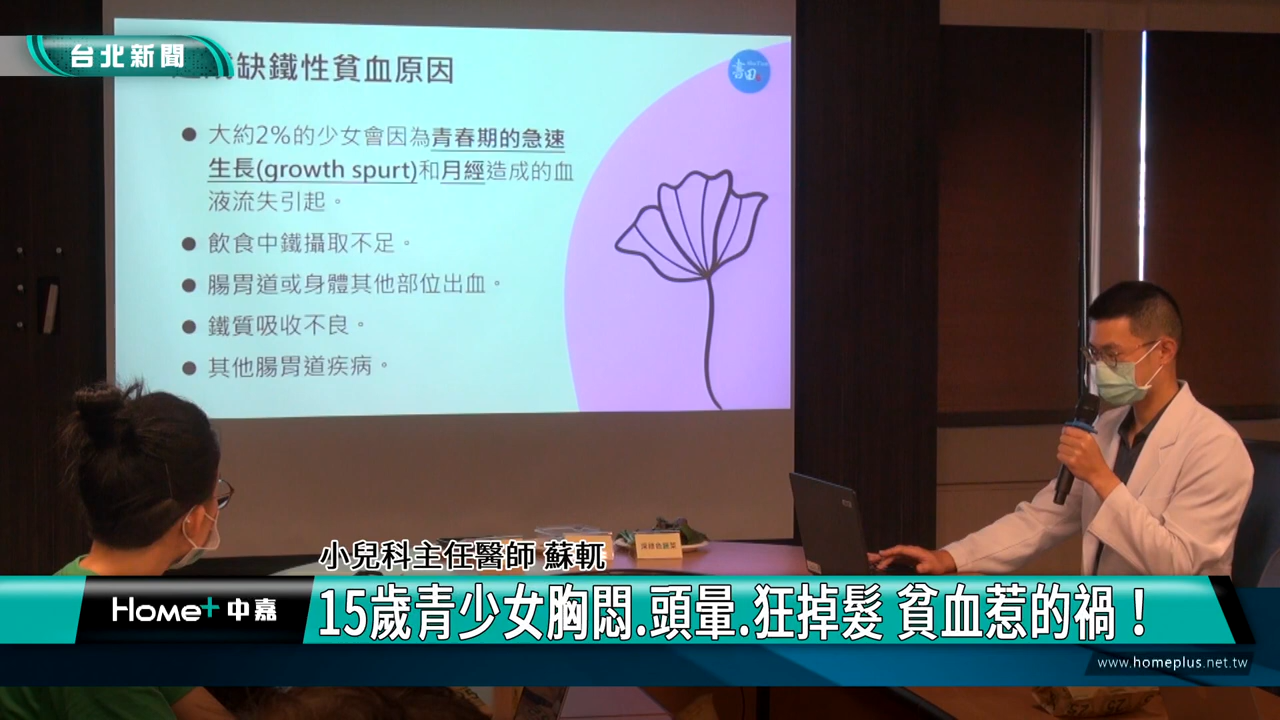 台北新聞
缺鐵性貧血原因
書田
● 大約2%的少女會因為青春期的急速
生長(growth spurt)和月經造成的血
液流失引起。
● 飲食中鐵攝取不足。
● 腸胃道或身體其他部位出血。
● 鐵質吸收不良。
● 其他腸胃道疾病。
小兒科主任醫師 蘇軏
Home+中嘉
15歲青少女胸悶.頭暈.狂掉髮 貧血惹的禍！
www.homeplus.net.tw